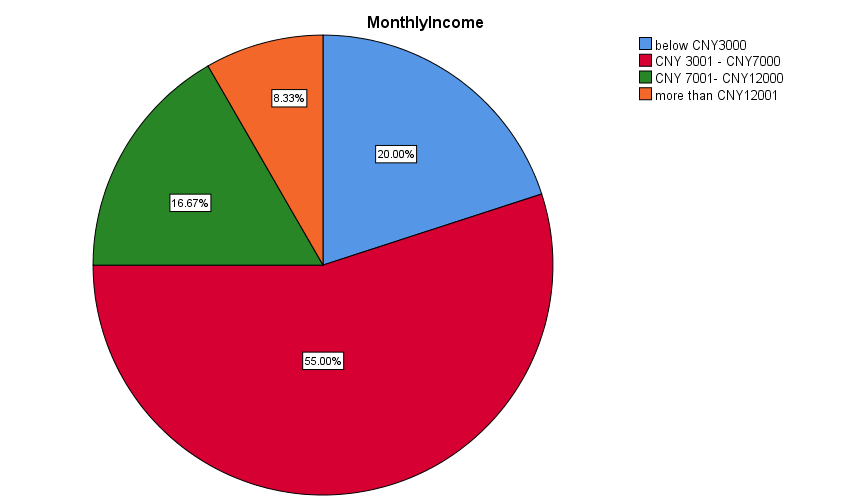 MonthlyIncome
below CNY3000
CNY 3001 - CNY7000
CNY 7001- CNY12000
more than CNY12001
8.33%
20.00%
16.67%
55.00%